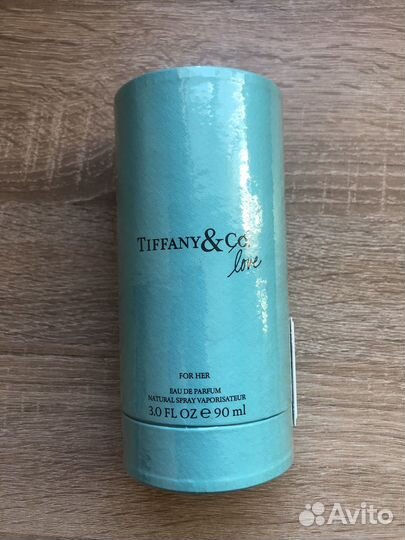 TIFFANY & CO.
love
FOR HER
EAU DE PARFUM
NATURAL SPRAY VAPORISATEUR
3.0 FL OZ ℮ 90 ml
Avito